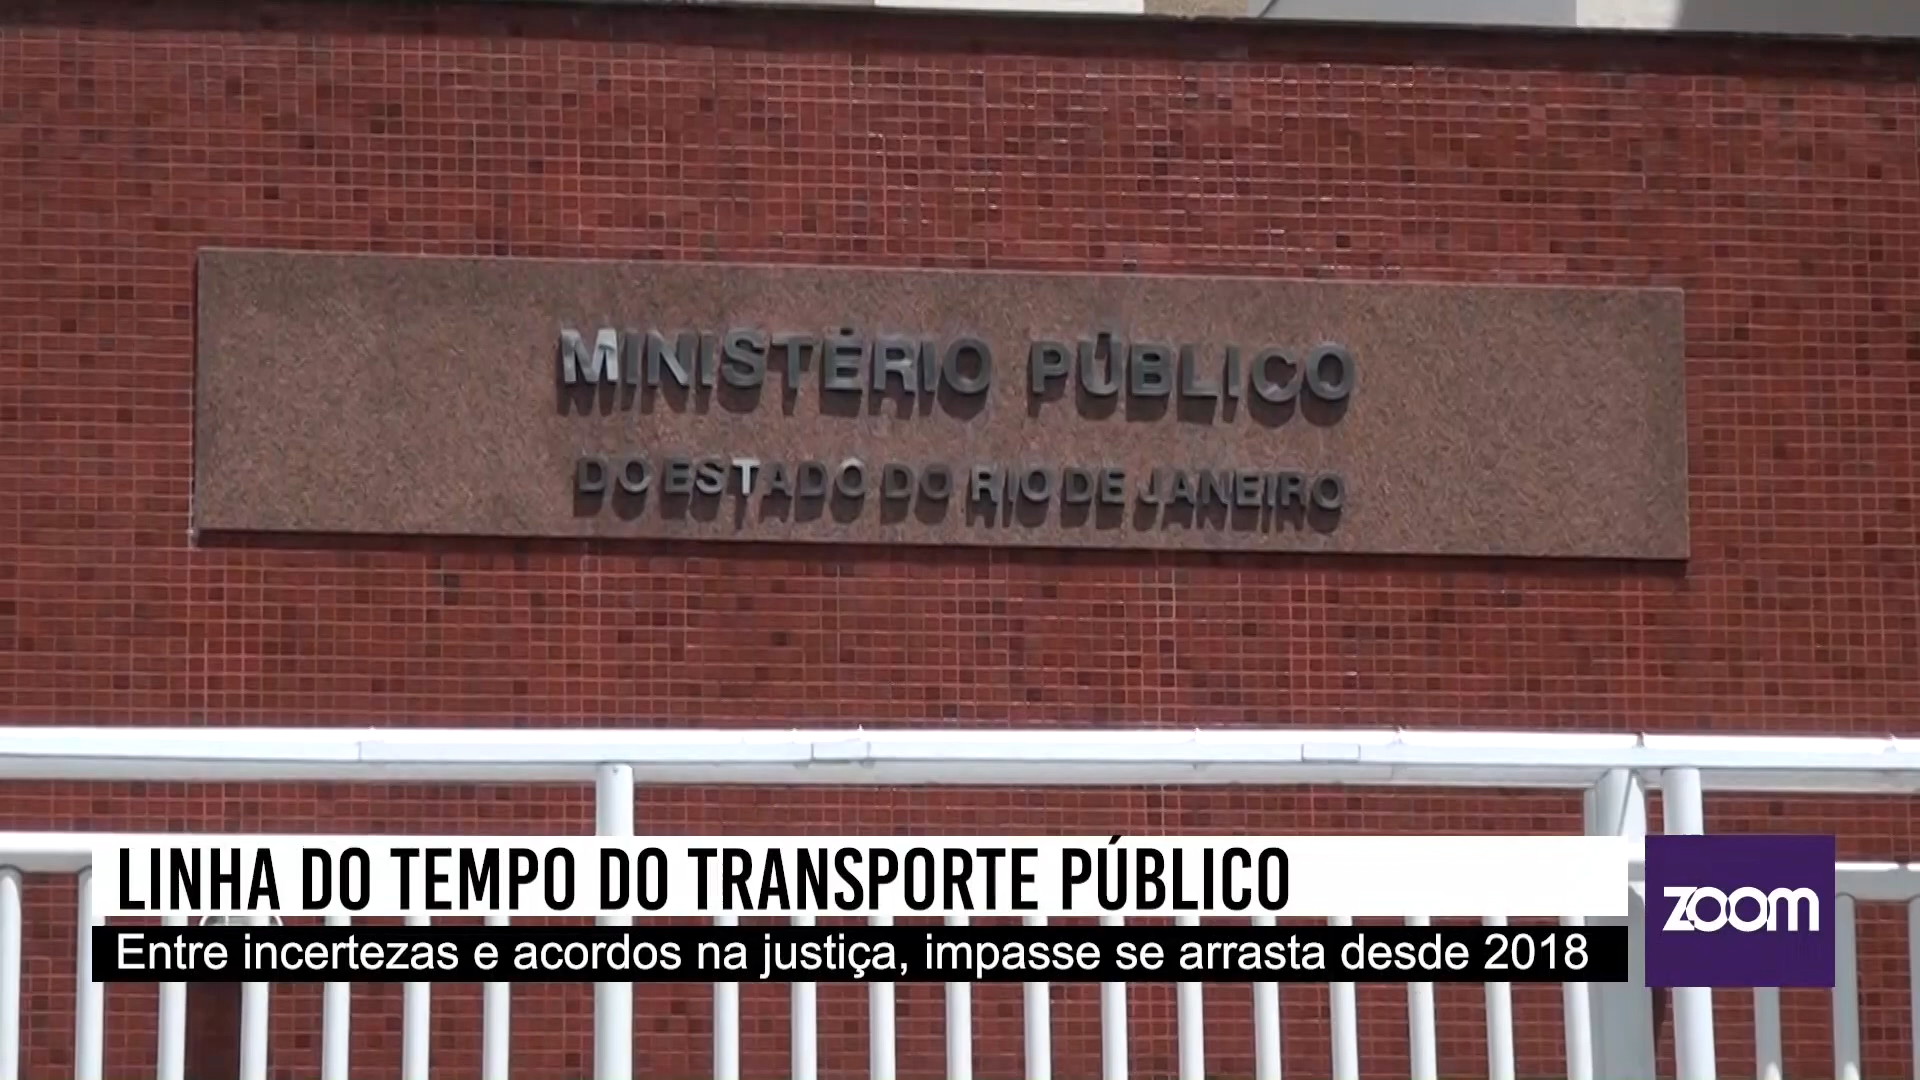 MINISTÉRIO PÚBLICO
DO ESTADO DO RIO DE JANEIRO
LINHA DO TEMPO DO TRANSPORTE PÚBLICO
Entre incertezas e acordos na justiça, impasse se arrasta desde 2018
zoom